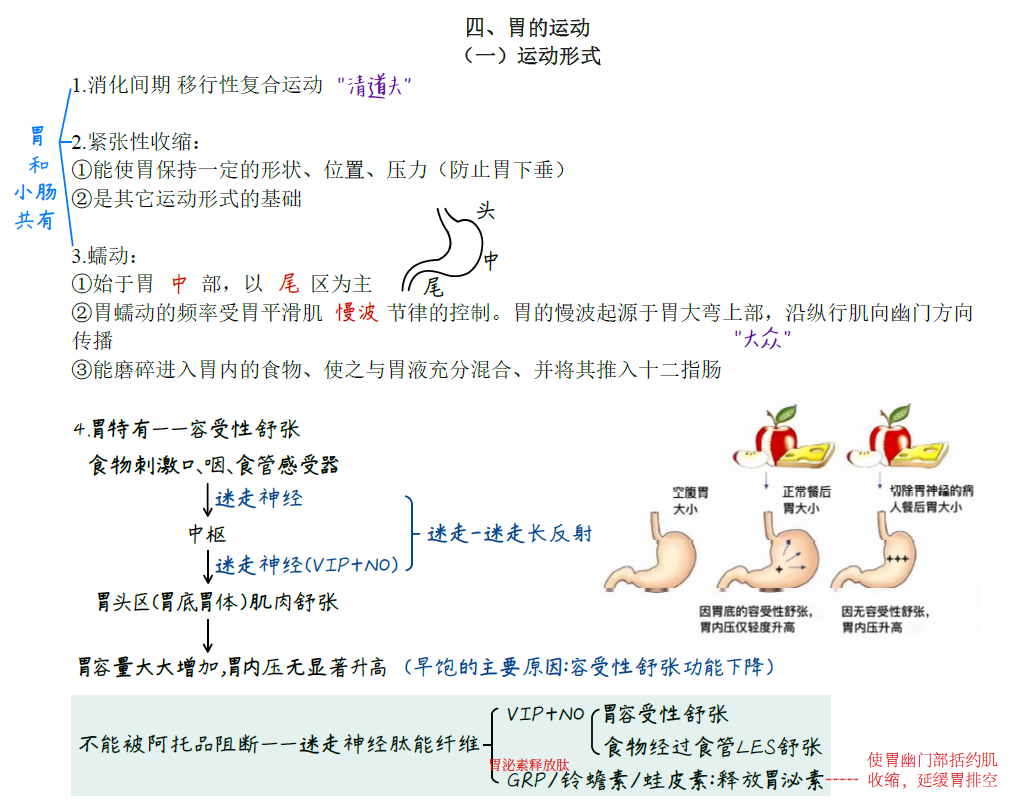 四、胃的运动
（一）运动形式
1.消化间期 移行性复合运动 "清道夫"
胃
和
小肠
共有
2.紧张性收缩：
①能使胃保持一定的形状、位置、压力（防止胃下垂）
②是其它运动形式的基础
头
中
尾
3.蠕动：
①始于胃 中 部，以 尾 区为主
②胃蠕动的频率受胃平滑肌 慢波 节律的控制。胃的慢波起源于胃大弯上部，沿纵行肌向幽门方向
传播
"大众"
③能磨碎进入胃内的食物、使之与胃液充分混合、并将其推入十二指肠
4.胃特有——容受性舒张
食物刺激口、咽、食管感受器
迷走神经
中枢
迷走神经(VIP+NO)
迷走-迷走长反射
胃头区(胃底胃体)肌肉舒张
胃容量大大增加,胃内压无显著升高 (早饱的主要原因:容受性舒张功能下降)
空腹胃
大小
正常餐后
胃大小
切除胃神经的病
人餐后胃大小
+
+++
因胃底的容受性舒张，
胃内压仅轻度升高
因无容受性舒张，
胃内压升高
不能被阿托品阻断——迷走神经肽能纤维
VIP+NO
胃容受性舒张
食物经过食管LES舒张
胃泌素释放肽
GRP/铃蟾素/蛙皮素:释放胃泌素
使胃幽门部括约肌
收缩，延缓胃排空